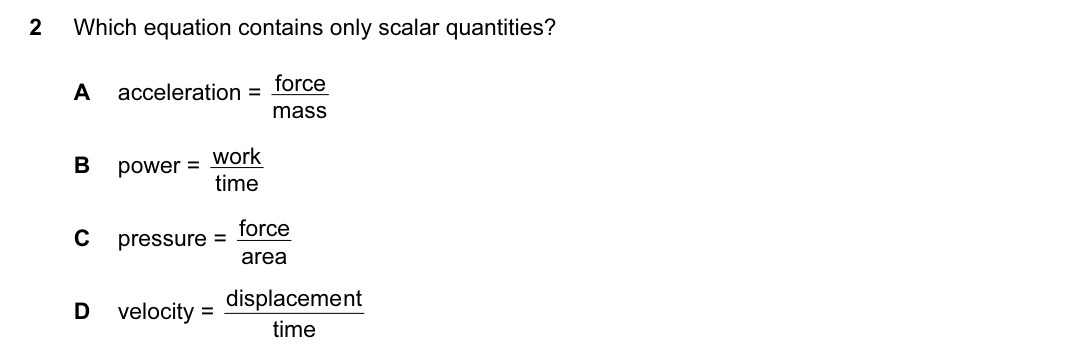 2 Which equation contains only scalar quantities?
A acceleration = force
mass
B power = work
time
C pressure = force
area
D velocity = displacement
time